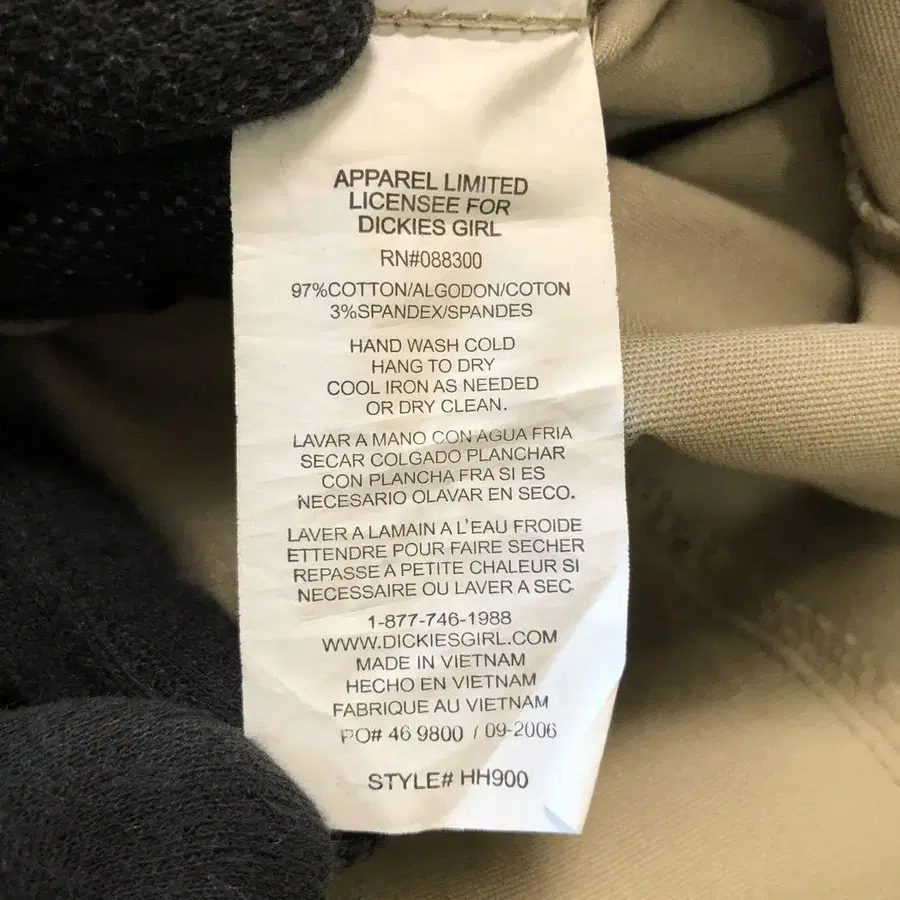 APPAREL LIMITED
LICENSEE FOR
DICKIES GIRL
RN#088300
97%COTTON/ALGODON/COTON
3%SPANDEX/SPANDES
HAND WASH COLD
HANG TO DRY
COOL IRON AS NEEDED
OR DRY CLEAN.
LAVAR A MANO CON AGUA FRIA
SECAR COLGADO PLANCHAR
CON PLANCHA FRA SI ES
NECESARIO OLAVAR EN SECO.
LAVER A LAMAIN A L'EAU FROIDE
ETTENDRE POUR FAIRE SECHER
REPASSE A PETITE CHALEUR SI
NECESSAIRE OU LAVER A SEC.
1-877-746-1988
WWW.DICKIESGIRL.COM
MADE IN VIETNAM
HECHO EN VIETNAM
FABRIQUE AU VIETNAM
PO# 46 9800 / 09-2006
STYLE# HH900